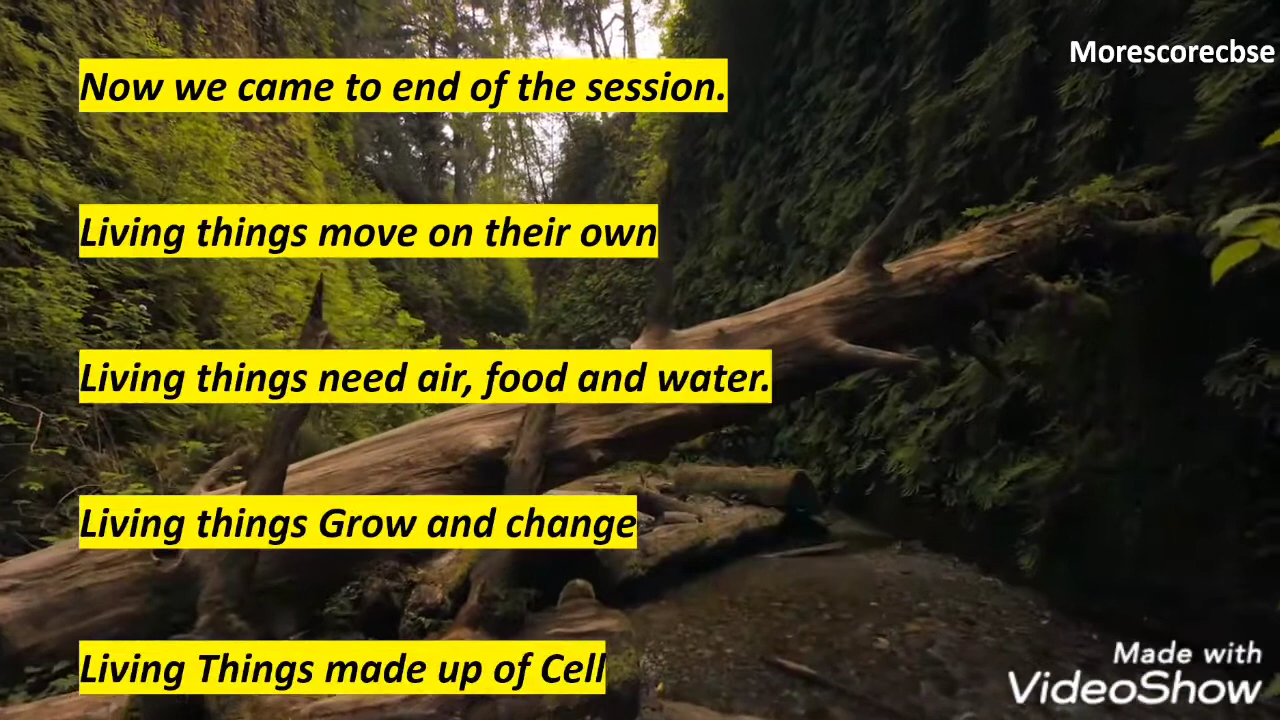 Morescorecbse
Now we came to end of the session.
Living things move on their own
Living things need air, food and water.
Living things Grow and change
Living Things made up of Cell
Made with
VideoShow